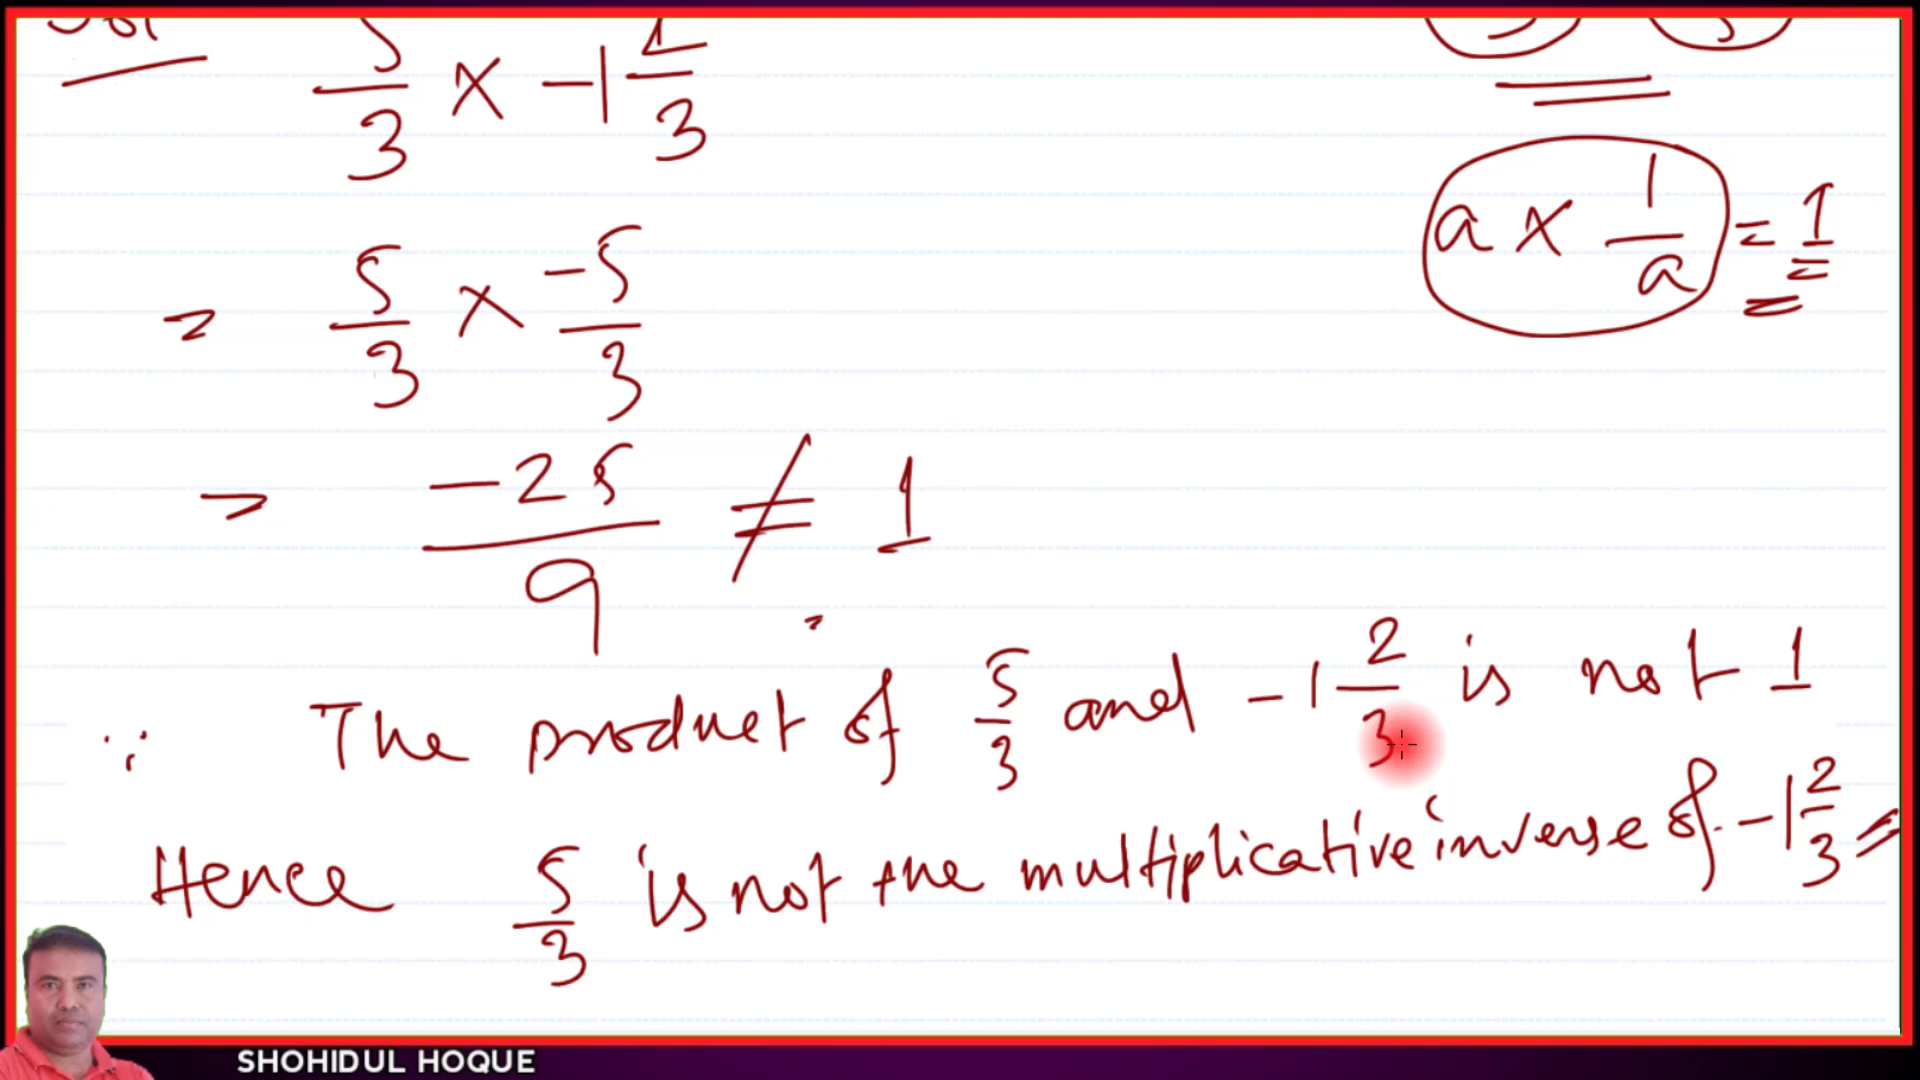 Sol 5/3 × -1 2/3
a × 1/a = 1
= 5/3 × -5/3
= -25/9 ≠ 1
∵ The product of 5/3 and -1 2/3 is not 1
Hence 5/3 is not the multiplicative inverse of -1 2/3
SHOHIDUL HOQUE